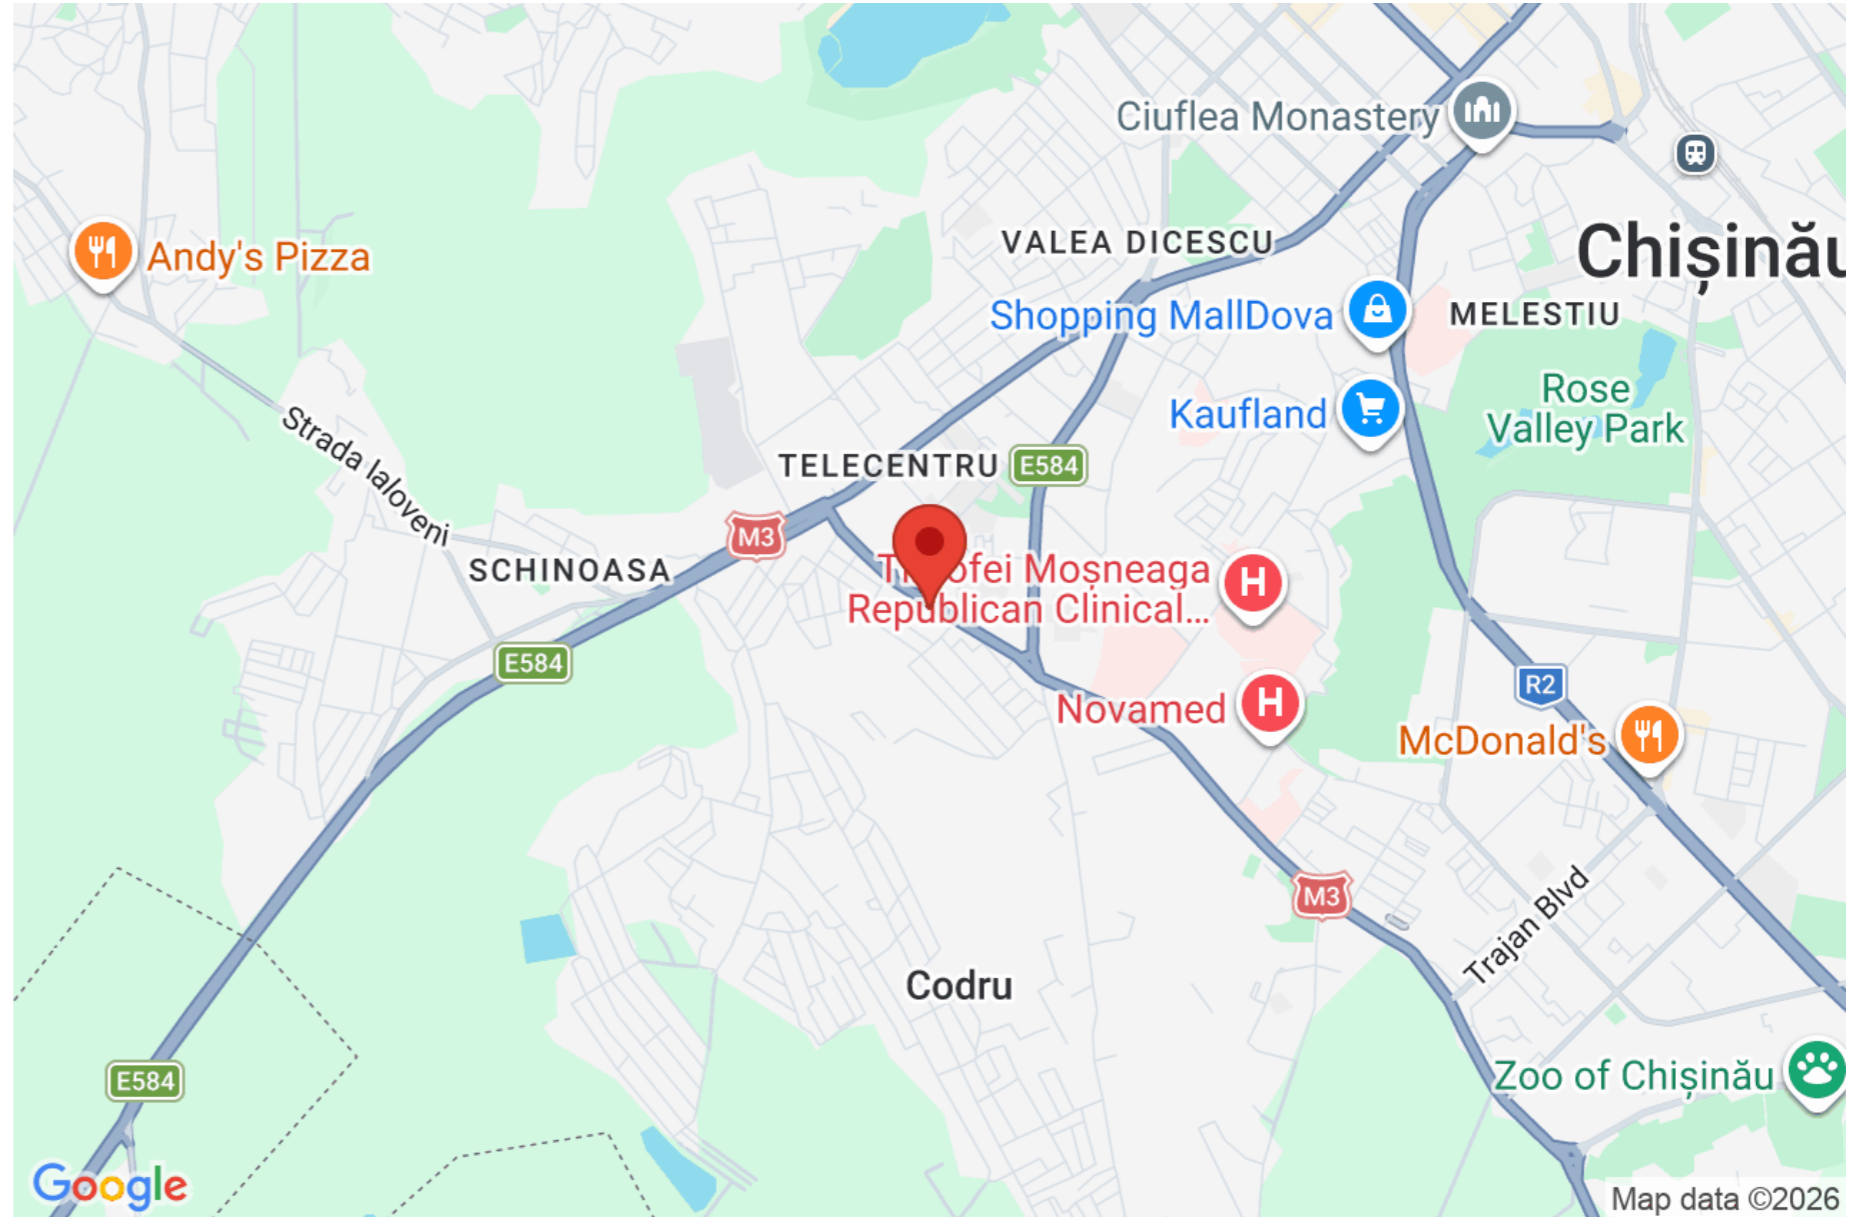 Ciuflea Monastery
Andy's Pizza
VALEA DICESCU
Chișinău
Shopping MallDova
MELESTIU
Rose
Valley Park
Kaufland
Strada Ialoveni
TELECENTRU
E584
M3
SCHINOASA
Timofei Moșneaga
Republican Clinical...
H
E584
R2
Novamed
H
McDonald's
M3
Trajan Blvd
Codru
Zoo of Chișinău
E584
Google
Map data ©2026